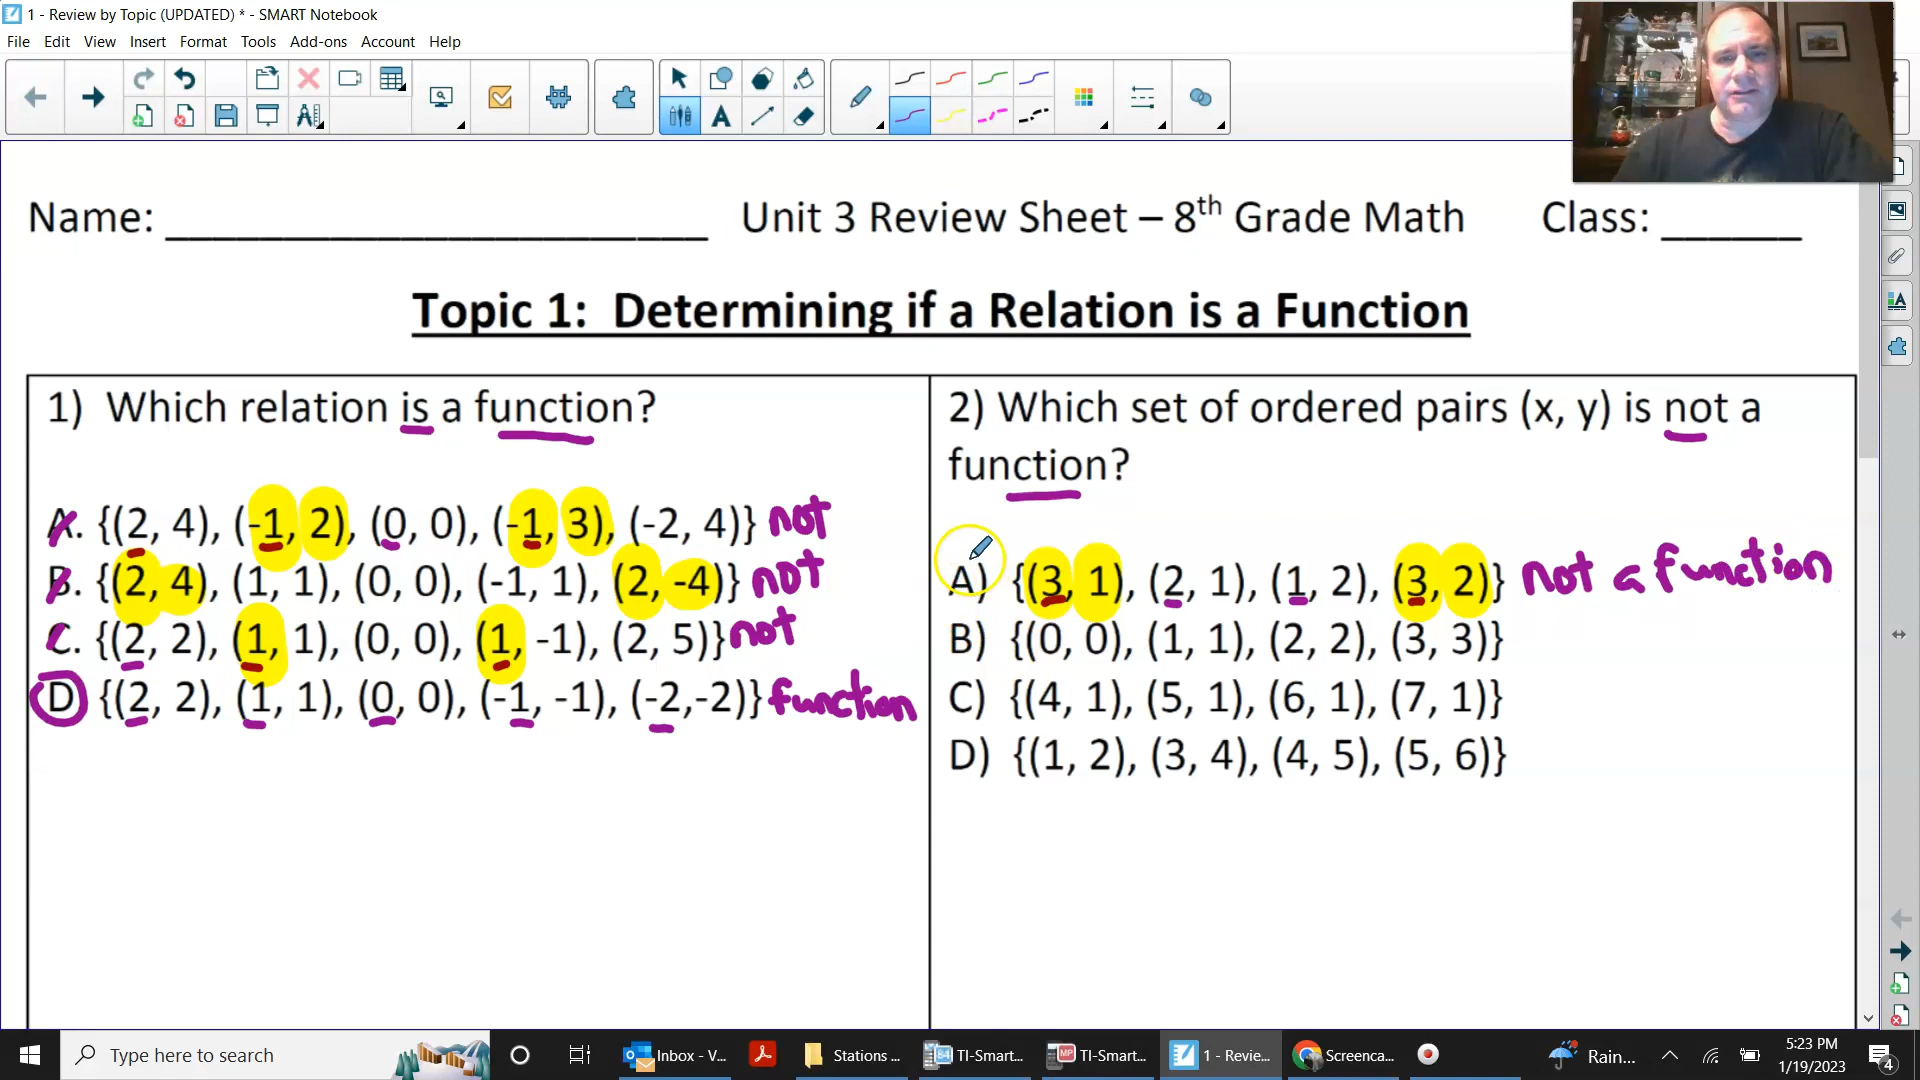 1 - Review by Topic (UPDATED) * - SMART Notebook
File Edit View Insert Format Tools Add-ons Account Help
Name: ______________________ Unit 3 Review Sheet – 8th Grade Math Class: ______
Topic 1: Determining if a Relation is a Function
1) Which relation is a function?
A. {(2, 4), (-1, 2), (0, 0), (-1, 3), (-2, 4)} not
B. {(2, 4), (1, 1), (0, 0), (-1, 1), (2, -4)} not
C. {(2, 2), (1, 1), (0, 0), (1, -1), (2, 5)} not
D. {(2, 2), (1, 1), (0, 0), (-1, -1), (-2,-2)} function
2) Which set of ordered pairs (x, y) is not a
function?
A) {(3, 1), (2, 1), (1, 2), (3, 2)} not a function
B) {(0, 0), (1, 1), (2, 2), (3, 3)}
C) {(4, 1), (5, 1), (6, 1), (7, 1)}
D) {(1, 2), (3, 4), (4, 5), (5, 6)}
Type here to search
Inbox - V...
Stations ...
TI-Smart...
TI-Smart...
1 - Revie...
Screenca...
Rain...
5:23 PM
1/19/2023
4